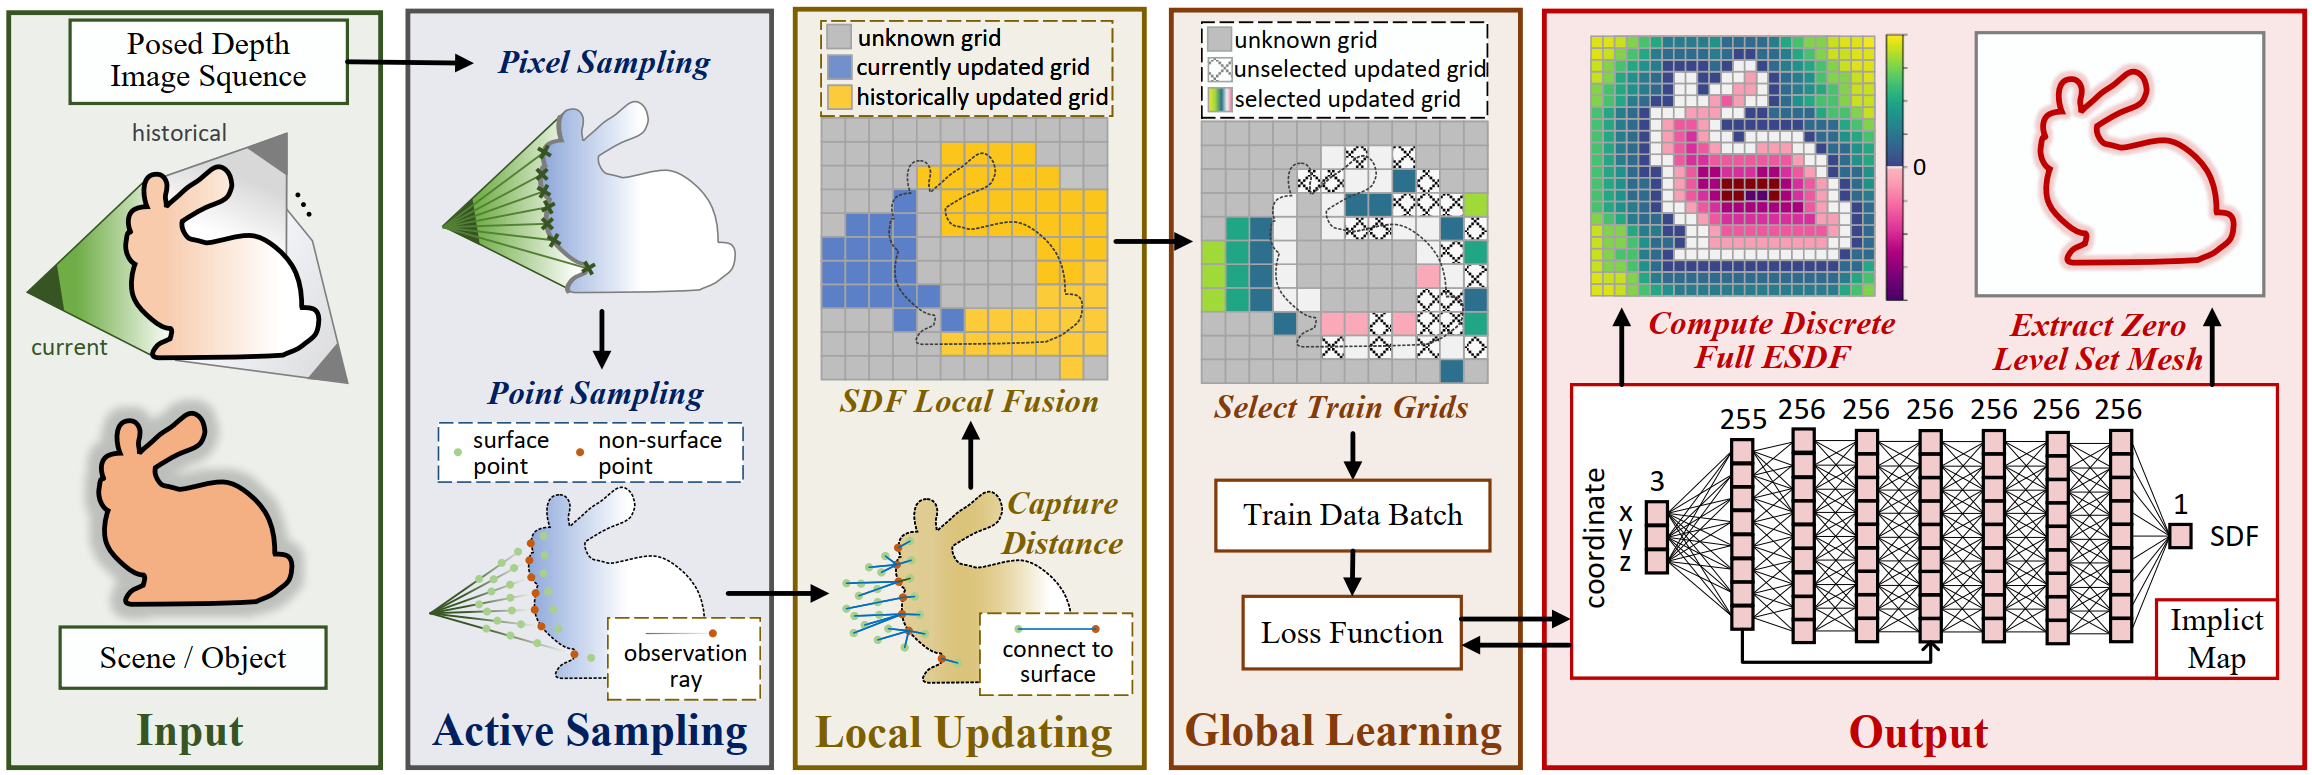 Posed Depth
Image Squence
historical
current
Scene / Object
Input
Pixel Sampling
Point Sampling
surface
point
non-surface
point
observation
ray
Active Sampling
unknown grid
currently updated grid
historically updated grid
SDF Local Fusion
Capture
Distance
connect to
surface
Local Updating
unknown grid
unselected updated grid
selected updated grid
Select Train Grids
Train Data Batch
Loss Function
Global Learning
0
Compute Discrete
Full ESDF
Extract Zero
Level Set Mesh
coordinate
x
y
z
3
255
256
256
256
256
256
256
1
SDF
Implict
Map
Output